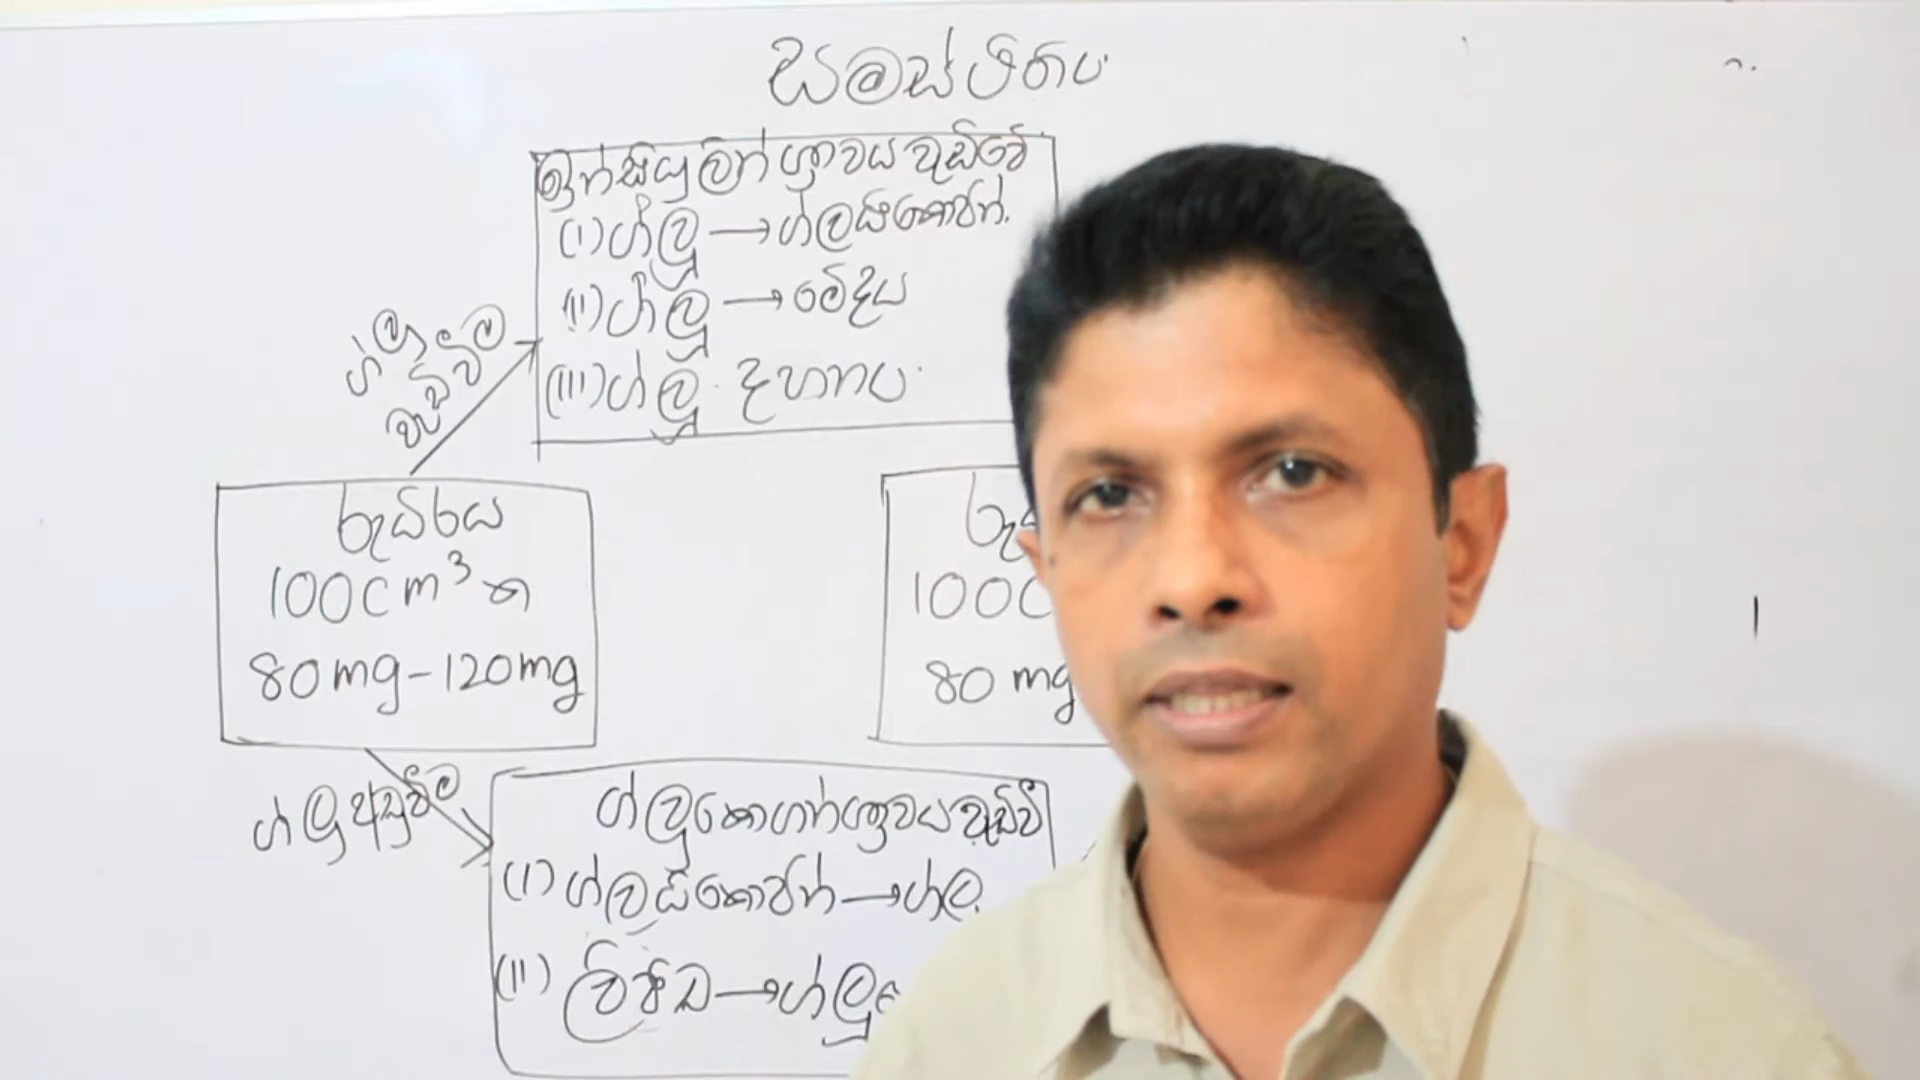 සමස්ථිතිය
ඉන්සියුලින් ශ්‍රාවය වැඩිවේ
(I) ග්ලූ → ග්ලයිකොජන්.
(II) ග්ලූ → මේදය
(III) ග්ලූ දහනය
ග්ලූ
වැඩිවීම
රුධිරය
100cm³ ක
80mg-120mg
100
80 mg
ග්ලූ අඩුවීම
ග්ලූකොගන් ශ්‍රාවය වැඩිවී
(I) ග්ලයිකොජන් → ග්ලූ.
(II) ලිපිඩ → ග්ලූ